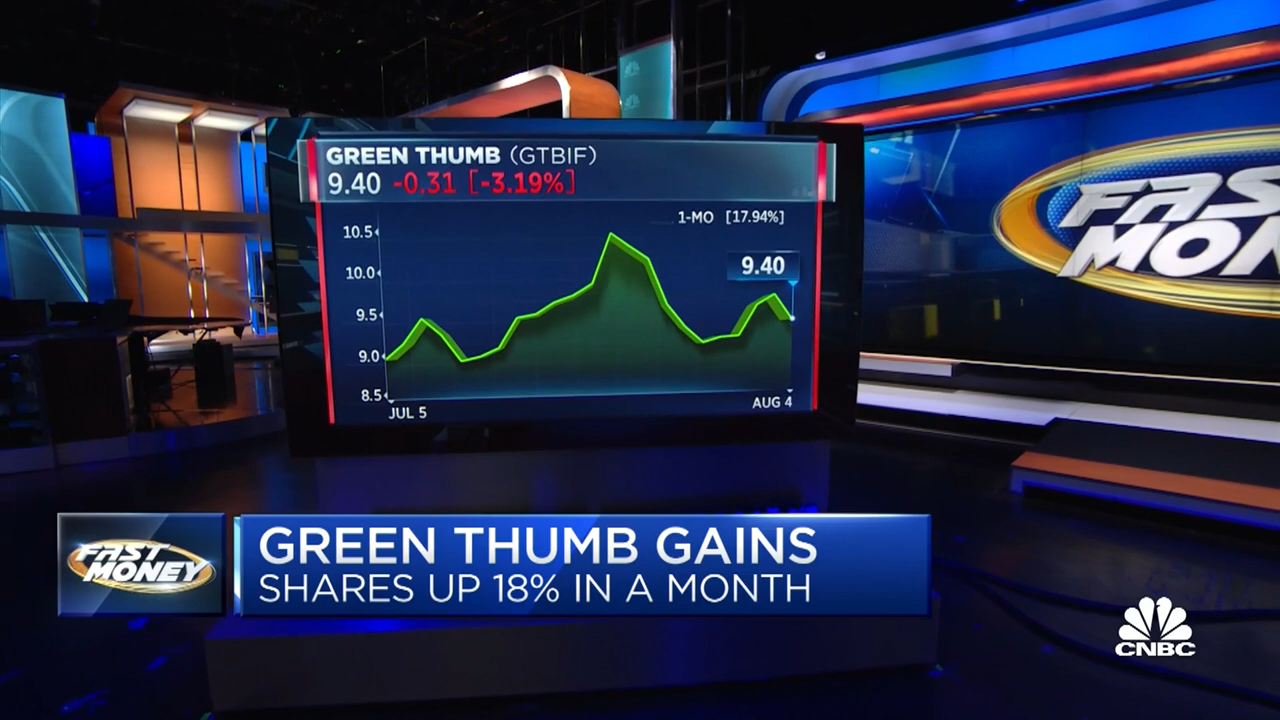 GREEN THUMB (GTBIF)
9.40 -0.31 [-3.19%]
1-MO [17.94%]
10.5
10.0
9.5
9.0
8.5
9.40
JUL 5
AUG 4
FAST
MONEY
GREEN THUMB GAINS
SHARES UP 18% IN A MONTH
CNBC